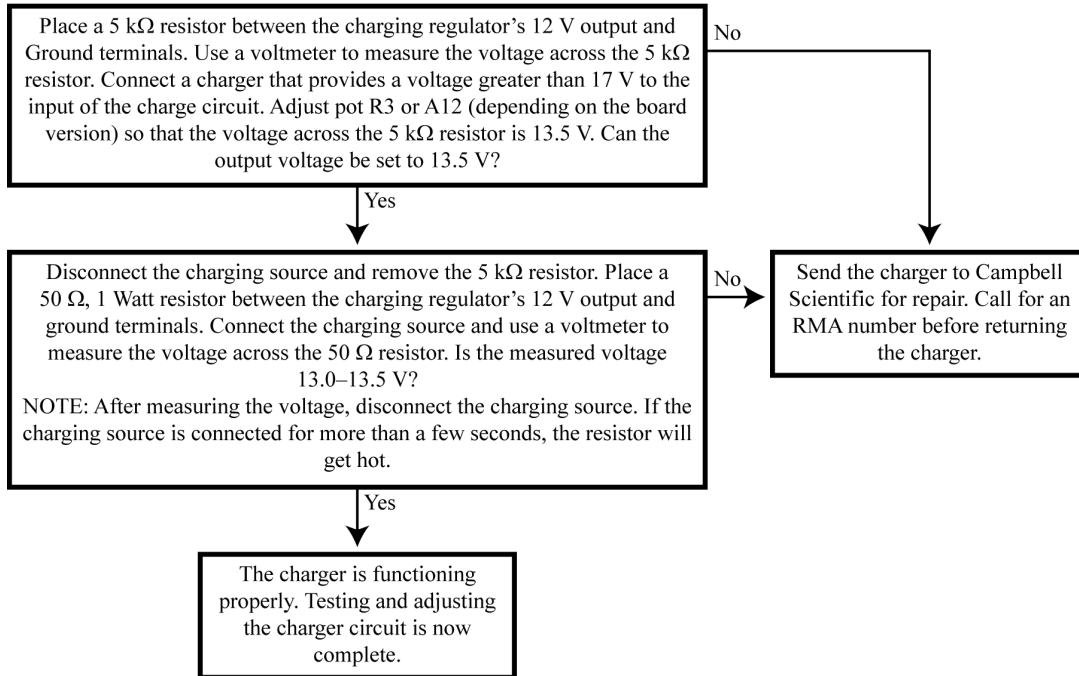 Place a 5 kΩ resistor between the charging regulator’s 12 V output and
Ground terminals. Use a voltmeter to measure the voltage across the 5 kΩ
resistor. Connect a charger that provides a voltage greater than 17 V to the
input of the charge circuit. Adjust pot R3 or A12 (depending on the board
version) so that the voltage across the 5 kΩ resistor is 13.5 V. Can the
output voltage be set to 13.5 V?
No
Yes
Disconnect the charging source and remove the 5 kΩ resistor. Place a
50 Ω, 1 Watt resistor between the charging regulator’s 12 V output and
ground terminals. Connect the charging source and use a voltmeter to
measure the voltage across the 50 Ω resistor. Is the measured voltage
13.0–13.5 V?
NOTE: After measuring the voltage, disconnect the charging source. If the
charging source is connected for more than a few seconds, the resistor will
get hot.
No
Send the charger to Campbell
Scientific for repair. Call for an
RMA number before returning
the charger.
Yes
The charger is functioning
properly. Testing and adjusting
the charger circuit is now
complete.